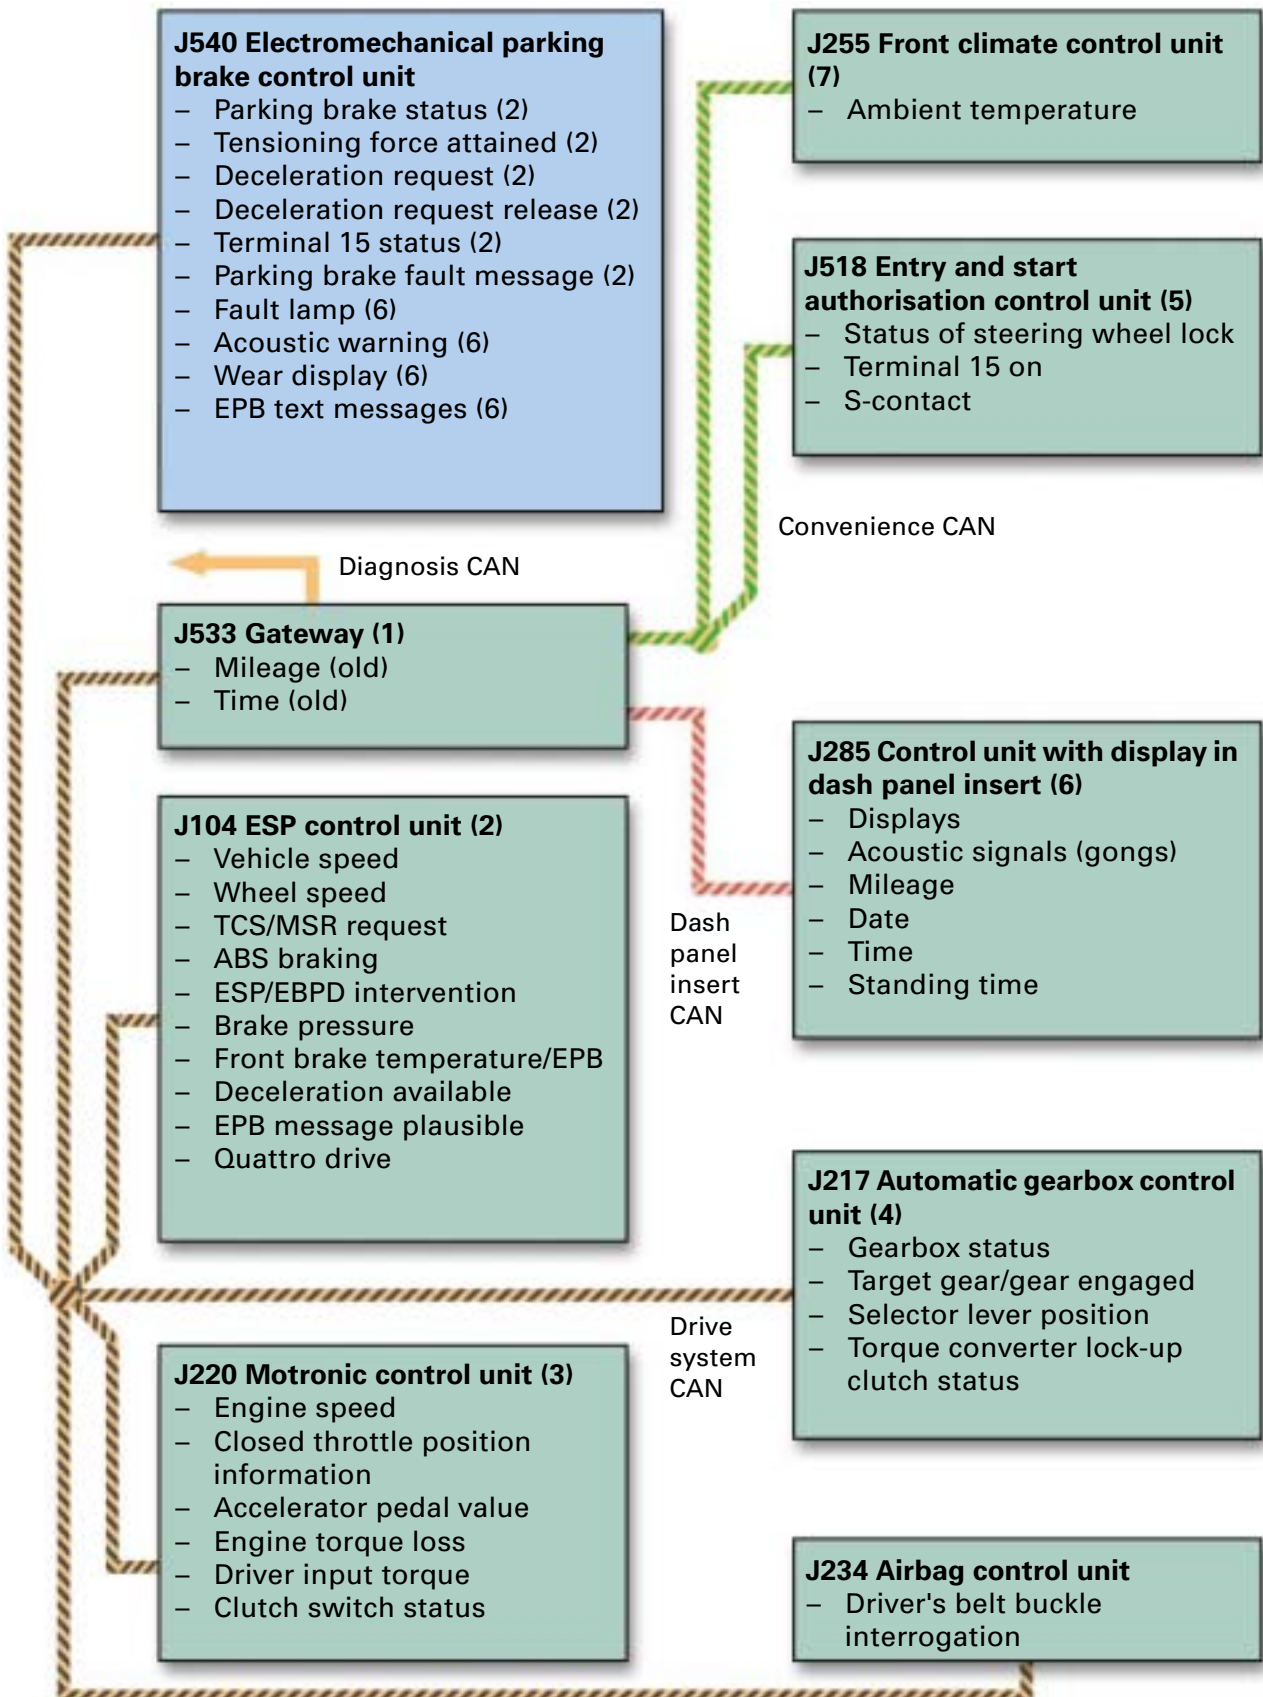 J540 Electromechanical parking
brake control unit
– Parking brake status (2)
– Tensioning force attained (2)
– Deceleration request (2)
– Deceleration request release (2)
– Terminal 15 status (2)
– Parking brake fault message (2)
– Fault lamp (6)
– Acoustic warning (6)
– Wear display (6)
– EPB text messages (6)
J255 Front climate control unit
(7)
– Ambient temperature
J518 Entry and start
authorisation control unit (5)
– Status of steering wheel lock
– Terminal 15 on
– S-contact
Convenience CAN
Diagnosis CAN
J533 Gateway (1)
– Mileage (old)
– Time (old)
J285 Control unit with display in
dash panel insert (6)
– Displays
– Acoustic signals (gongs)
– Mileage
– Date
– Time
– Standing time
Dash
panel
insert
CAN
J104 ESP control unit (2)
– Vehicle speed
– Wheel speed
– TCS/MSR request
– ABS braking
– ESP/EBPD intervention
– Brake pressure
– Front brake temperature/EPB
– Deceleration available
– EPB message plausible
– Quattro drive
J217 Automatic gearbox control
unit (4)
– Gearbox status
– Target gear/gear engaged
– Selector lever position
– Torque converter lock-up
clutch status
Drive
system
CAN
J220 Motronic control unit (3)
– Engine speed
– Closed throttle position
information
– Accelerator pedal value
– Engine torque loss
– Driver input torque
– Clutch switch status
J234 Airbag control unit
– Driver's belt buckle
interrogation